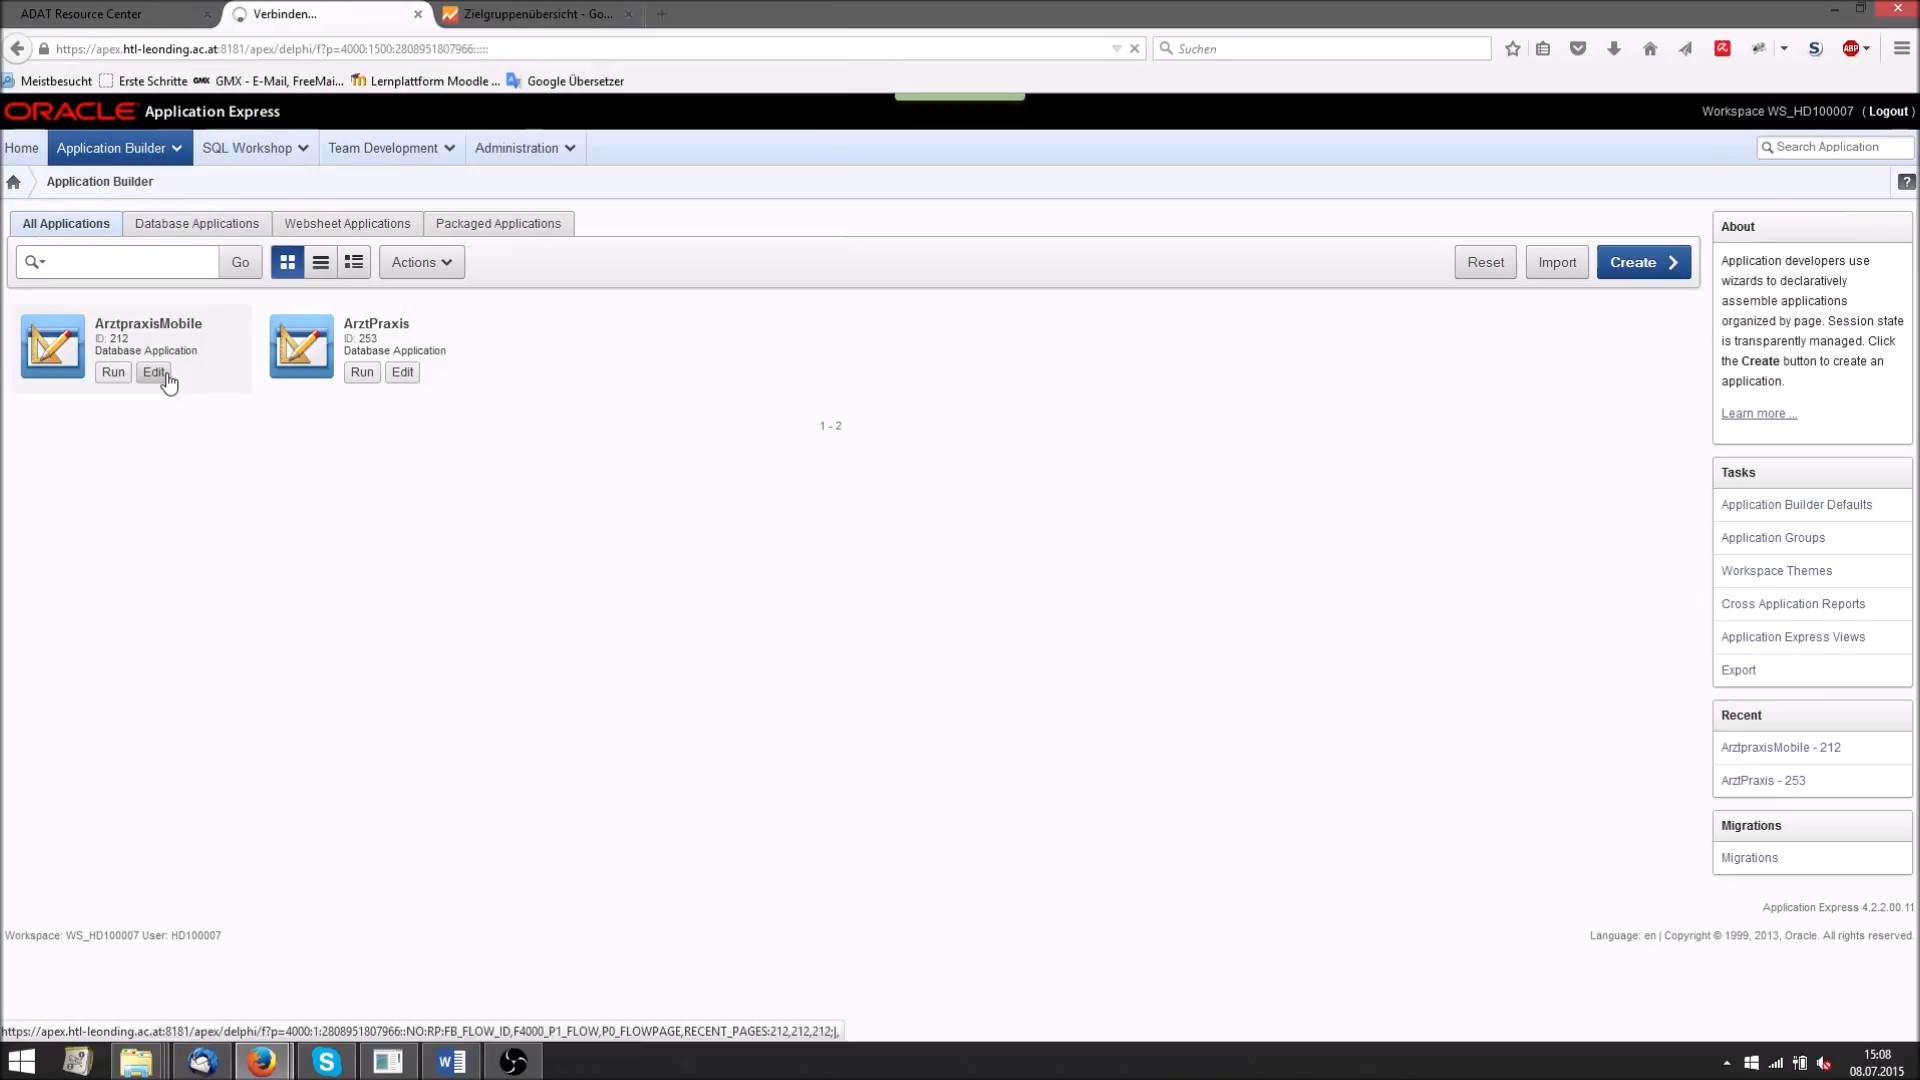 ADAT Resource Center
Verbinden...
Zielgruppenübersicht - Go...
https://apex.htl-leonding.ac.at:8181/apex/delphi/f?p=4000:1500:2808951807966:::::
Suchen
Meistbesucht
Erste Schritte
GMX - E-Mail, FreeMai...
Lernplattform Moodle ...
Google Übersetzer
ORACLE Application Express
Workspace WS_HD100007 ( Logout )
Home
Application Builder
SQL Workshop
Team Development
Administration
Search Application
Application Builder
?
All Applications
Database Applications
Websheet Applications
Packaged Applications
Go
Actions
Reset
Import
Create
ArztpraxisMobile
ID: 212
Database Application
Run
Edit
ArztPraxis
ID: 253
Database Application
Run
Edit
1 - 2
About
Application developers use
wizards to declaratively
assemble applications
organized by page. Session state
is transparently managed. Click
the Create button to create an
application.
Learn more ...
Tasks
Application Builder Defaults
Application Groups
Workspace Themes
Cross Application Reports
Application Express Views
Export
Recent
ArztpraxisMobile - 212
ArztPraxis - 253
Migrations
Migrations
Application Express 4.2.2.00.11
Workspace: WS_HD100007 User: HD100007
Language: en | Copyright © 1999, 2013, Oracle. All rights reserved.
https://apex.htl-leonding.ac.at:8181/apex/delphi/f?p=4000:1:2808951807966::NO:RP:FB_FLOW_ID,F4000_P1_FLOW,P0_FLOWPAGE,RECENT_PAGES:212,212,212;|,
15:08
08.07.2015